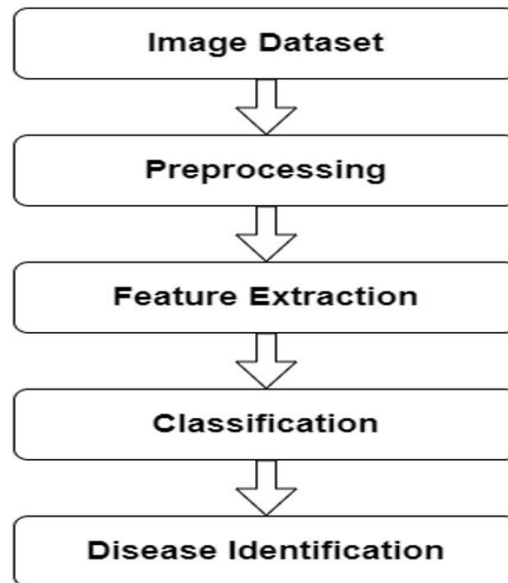 Image Dataset
Preprocessing
Feature Extraction
Classification
Disease Identification